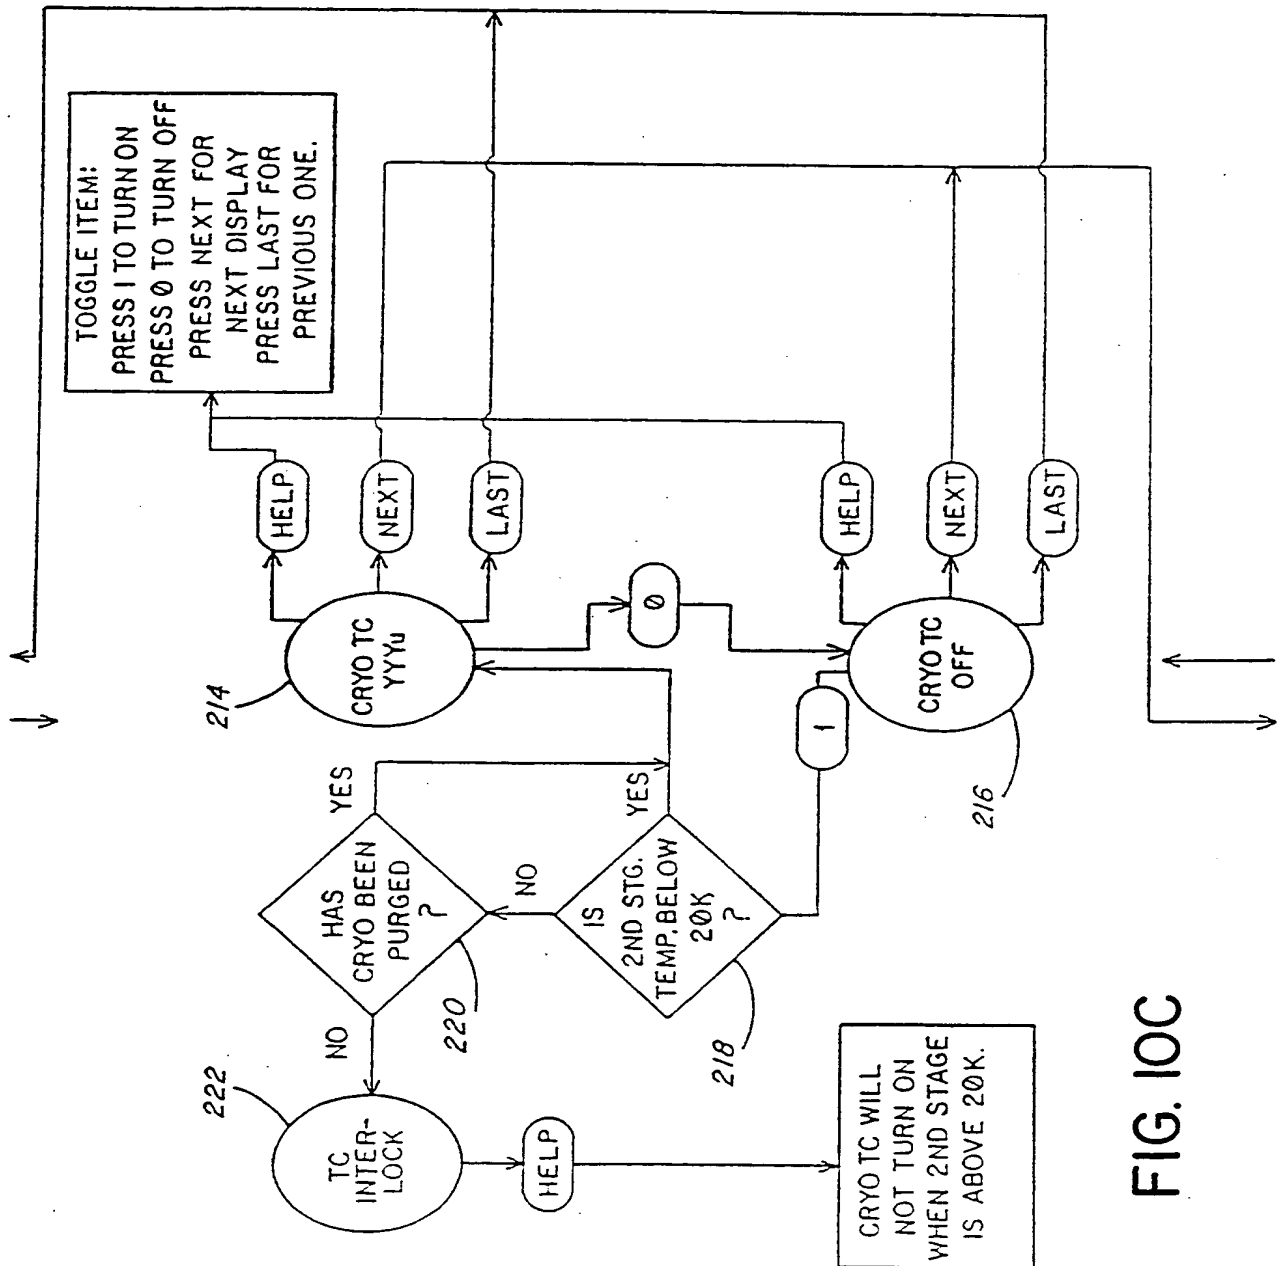 TOGGLE ITEM:
PRESS 1 TO TURN ON
PRESS 0 TO TURN OFF
PRESS NEXT FOR
NEXT DISPLAY
PRESS LAST FOR
PREVIOUS ONE.
HELP
NEXT
LAST
214
CRYO TC
YYYu
0
HELP
NEXT
LAST
CRYO TC
OFF
216
1
YES
HAS
CRYO BEEN
PURGED
?
220
NO
YES
NO
IS
2ND STG.
TEMP. BELOW
20K
?
218
222
TC
INTER-
LOCK
HELP
CRYO TC WILL
NOT TURN ON
WHEN 2ND STAGE
IS ABOVE 20K.
FIG. 10C